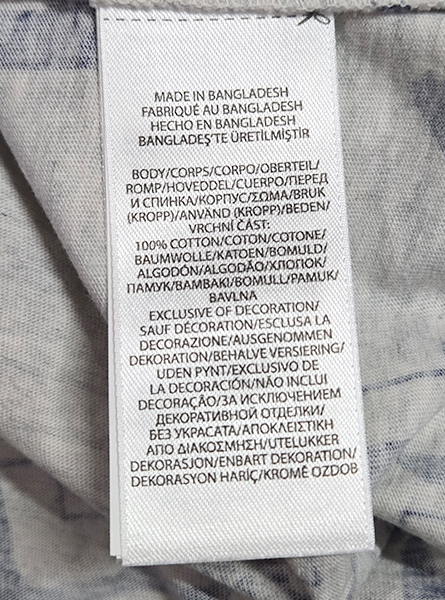 MADE IN BANGLADESH
FABRIQUÉ AU BANGLADESH
HECHO EN BANGLADESH
BANGLADEŞ'TE ÜRETİLMİŞTİR
BODY/CORPS/CORPO/OBERTEIL/
ROMP/HOVEDDEL/CUERPO/ПЕРЕД
И СПИНКА/КОРПУС/ΣΩΜΑ/BRUK
(KROPP)/ANVÄND (KROPP)/BEDEN/
VRCHNÍ ČÁST:
100% COTTON/COTON/COTONE/
BAUMWOLLE/KATOEN/BOMULD/
ALGODÓN/ALGODÃO/ХЛОПОК/
ПАМУК/ΒΑΜΒΑΚΙ/BOMULL/PAMUK/
BAVLNA
EXCLUSIVE OF DECORATION/
SAUF DÉCORATION/ESCLUSA LA
DECORAZIONE/AUSGENOMMEN
DEKORATION/BEHALVE VERSIERING/
UDEN PYNT/EXCLUSIVO DE
LA DECORACIÓN/NÃO INCLUI
DECORAÇÃO/ЗА ИСКЛЮЧЕНИЕМ
ДЕКОРАТИВНОЙ ОТДЕЛКИ/
БЕЗ УКРАСАТА/ΑΠΟΚΛΕΙΣΤΙΚΗ
ΑΠΟ ΔΙΑΚΟΣΜΗΣΗ/UTELUKKER
DEKORASJON/ENBART DEKORATION/
DEKORASYON HARİÇ/KROMĚ OZDOB